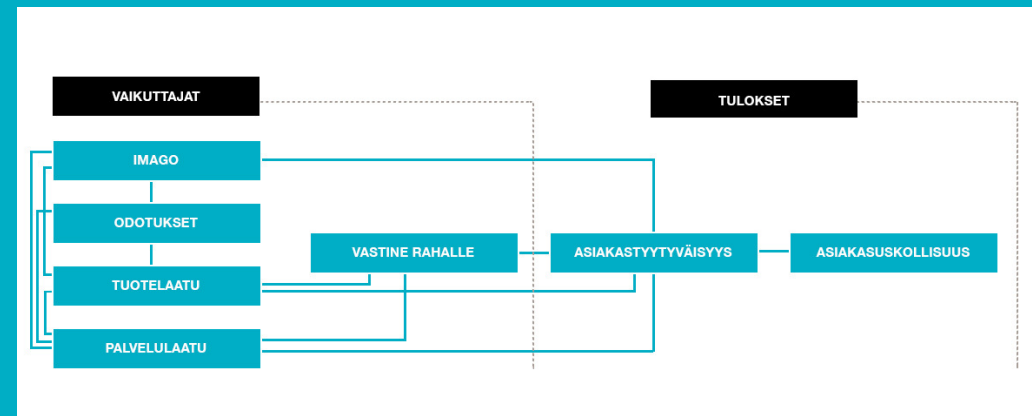 VAIKUTTAJAT
TULOKSET
IMAGO
ODOTUKSET
VASTINE RAHALLE
ASIAKASTYYTYVÄISYYS
ASIAKASUSKOLLISUUS
TUOTELAATU
PALVELULAATU